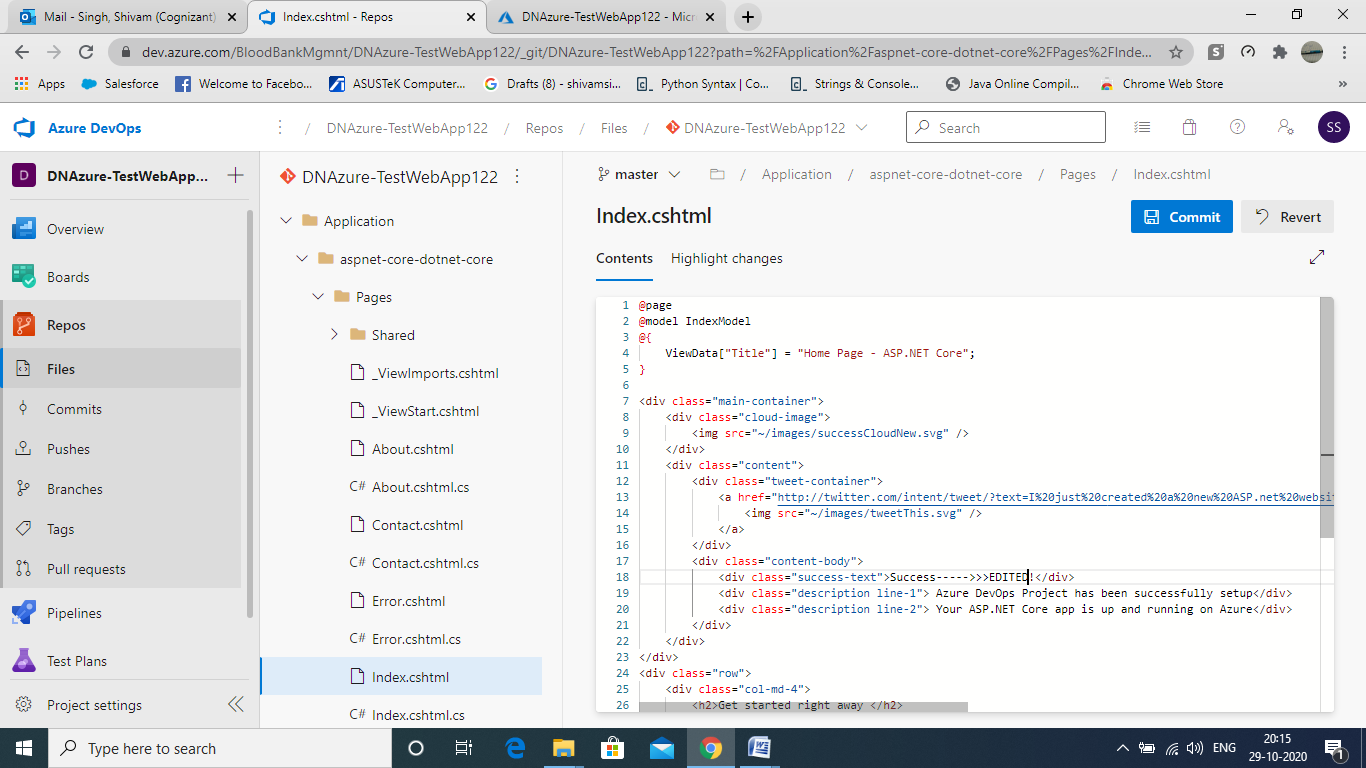 Mail - Singh, Shivam (Cognizant)
Index.cshtml - Repos
DNAzure-TestWebApp122 - Micr
dev.azure.com/BloodBankMgmnt/DNAzure-TestWebApp122/_git/DNAzure-TestWebApp122?path=%2FApplication%2Faspnet-core-dotnet-core%2FPages%2FInde...
Apps Salesforce Welcome to Facebo... ASUSTeK Computer... Drafts (8) - shivamsi... Python Syntax | Co... Strings & Console... Java Online Compil... Chrome Web Store
Azure DevOps
/ DNAzure-TestWebApp122 / Repos / Files / DNAzure-TestWebApp122
Search
SS
D DNAzure-TestWebApp...
Overview
Boards
Repos
Files
Commits
Pushes
Branches
Tags
Pull requests
Pipelines
Test Plans
Project settings
DNAzure-TestWebApp122
Application
aspnet-core-dotnet-core
Pages
Shared
_ViewImports.cshtml
_ViewStart.cshtml
About.cshtml
C# About.cshtml.cs
Contact.cshtml
C# Contact.cshtml.cs
Error.cshtml
C# Error.cshtml.cs
Index.cshtml
C# Index.cshtml.cs
master / Application / aspnet-core-dotnet-core / Pages / Index.cshtml
Index.cshtml
Commit Revert
Contents Highlight changes
1 @page
2 @model IndexModel
3 @{
4 ViewData["Title"] = "Home Page - ASP.NET Core";
5 }
6
7 <div class="main-container">
8 <div class="cloud-image">
9 <img src="~/images/successCloudNew.svg" />
10 </div>
11 <div class="content">
12 <div class="tweet-container">
13 <a href="http://twitter.com/intent/tweet/?text=I%20just%20created%20a%20new%20ASP.net%20websit
14 <img src="~/images/tweetThis.svg" />
15 </a>
16 </div>
17 <div class="content-body">
18 <div class="success-text">Success----->>>EDITED!</div>
19 <div class="description line-1"> Azure DevOps Project has been successfully setup</div>
20 <div class="description line-2"> Your ASP.NET Core app is up and running on Azure</div>
21 </div>
22 </div>
23 </div>
24 <div class="row">
25 <div class="col-md-4">
26 <h2>Get started right away </h2>
Type here to search
ENG
20:15
29-10-2020
1